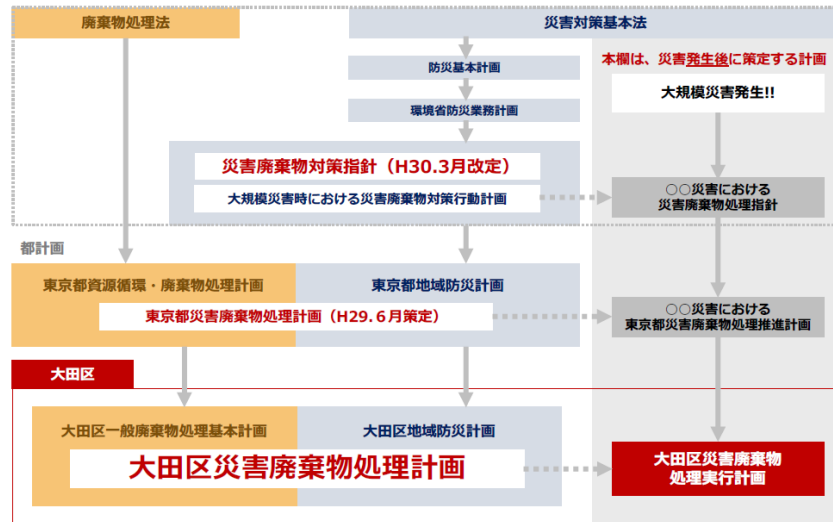 廃棄物処理法
災害対策基本法
防災基本計画
環境省防災業務計画
災害廃棄物対策指針（H30.3月改定）
大規模災害時における災害廃棄物対策行動計画
本欄は、災害発生後に策定する計画
大規模災害発生!!
○○災害における
災害廃棄物処理指針
都計画
東京都資源循環・廃棄物処理計画
東京都地域防災計画
東京都災害廃棄物処理計画（H29.６月策定）
○○災害における
東京都災害廃棄物処理推進計画
大田区
大田区一般廃棄物処理基本計画
大田区地域防災計画
大田区災害廃棄物処理計画
大田区災害廃棄物
処理実行計画